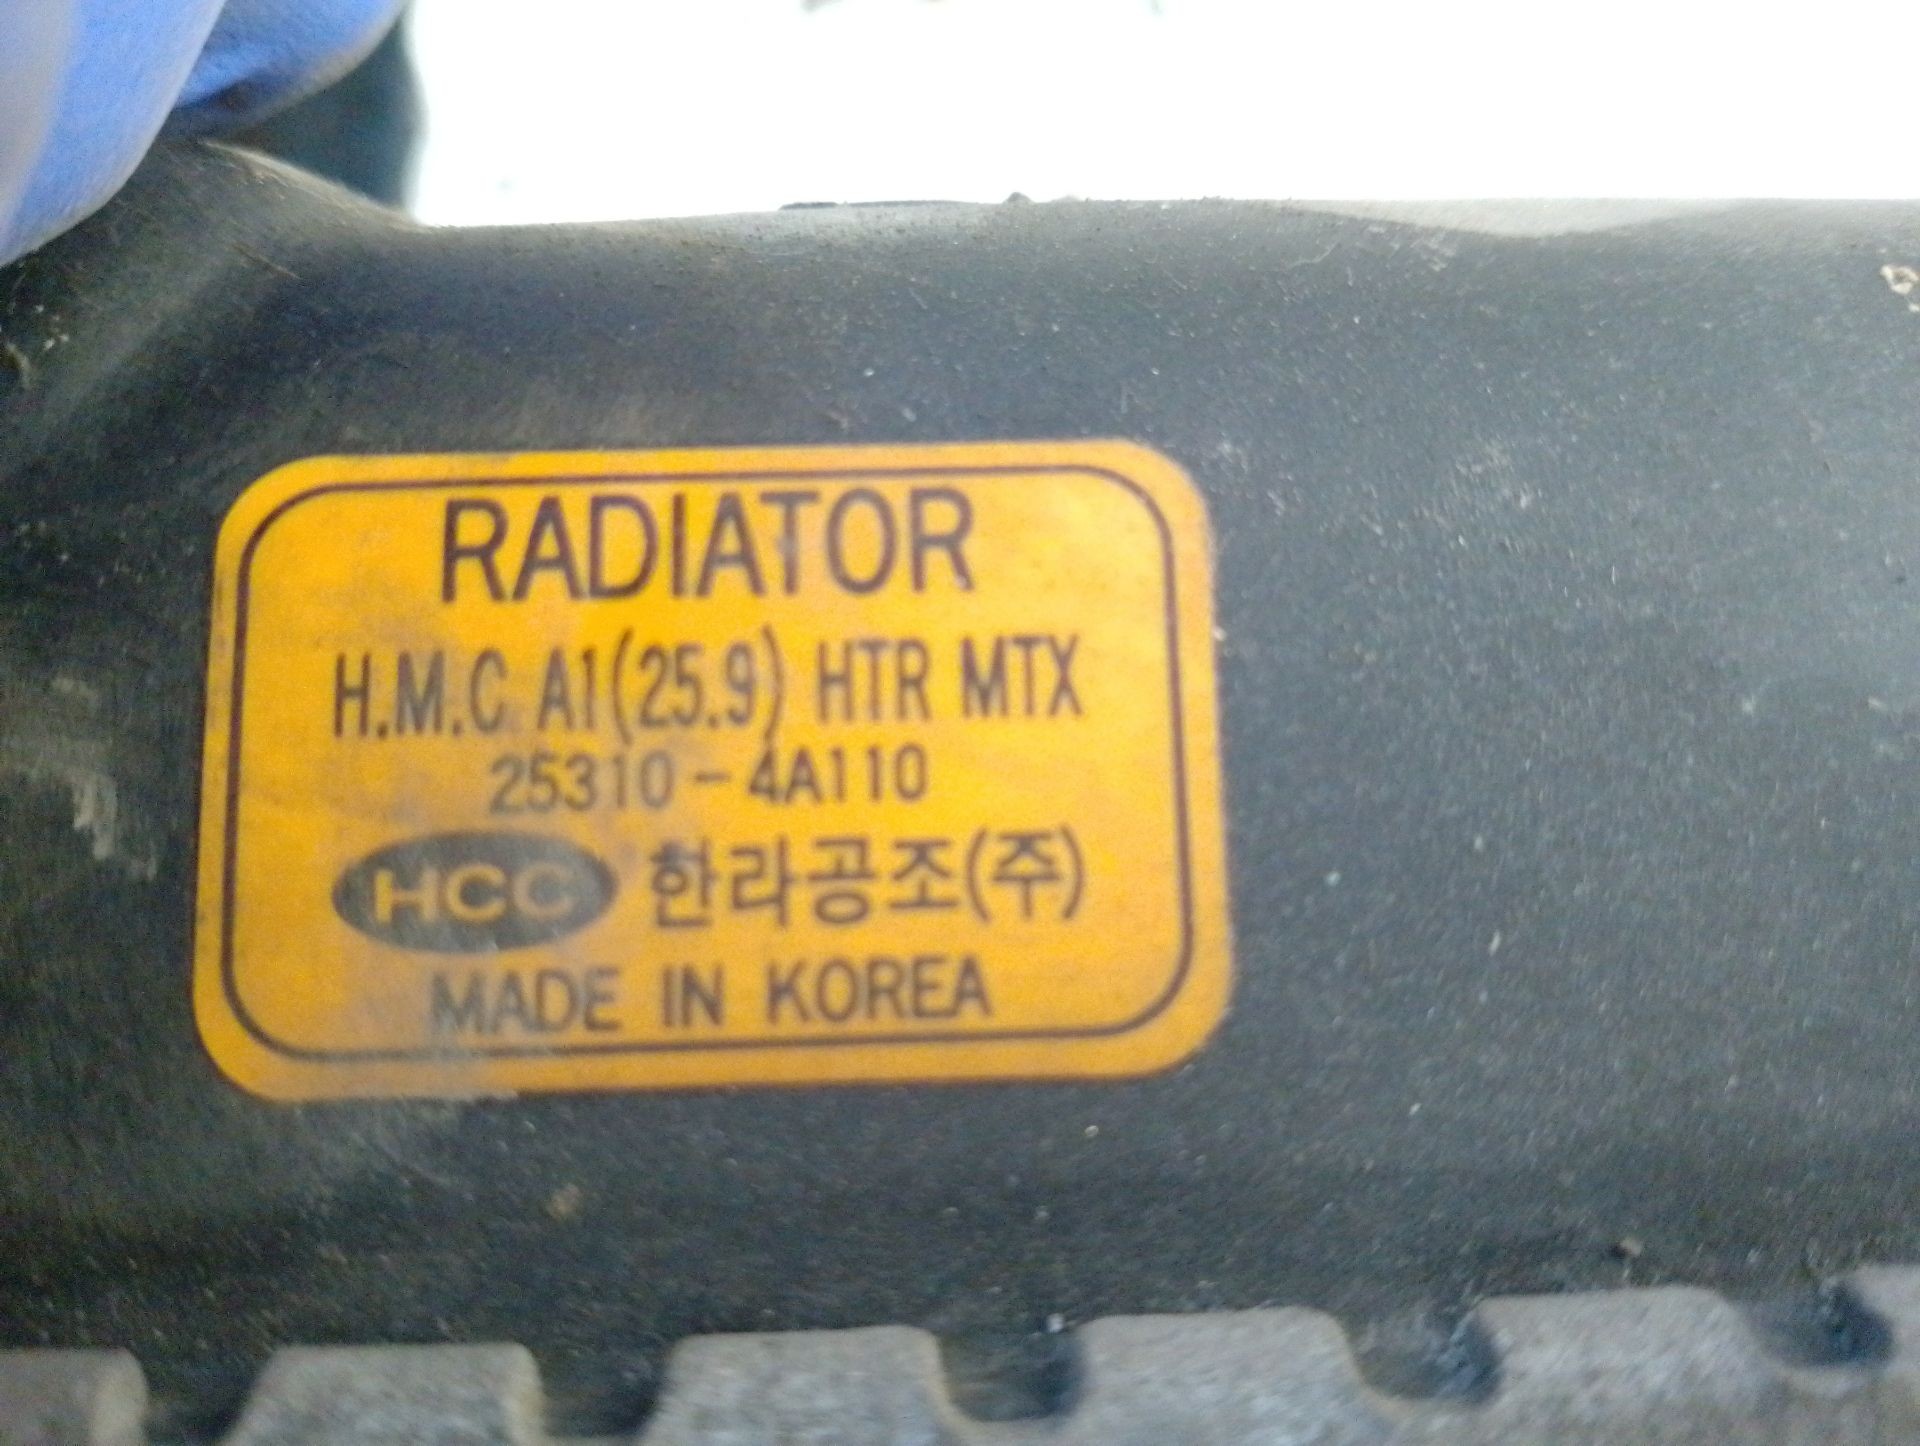 RADIATOR
H.M.C A1(25.9) HTR MTX
25310-4A110
HCC 한라공조(주)
MADE IN KOREA